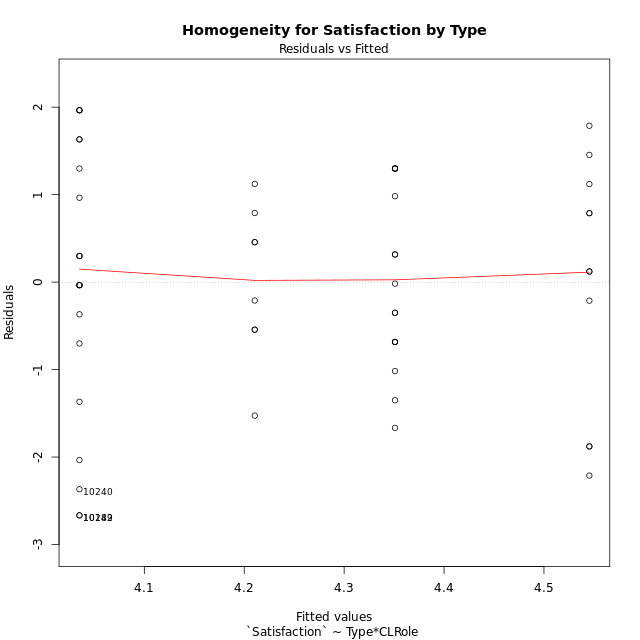 Homogeneity for Satisfaction by Type
Residuals vs Fitted
2
1
0
-1
-2
-3
Residuals
10240
4.1 4.2 4.3 4.4 4.5
Fitted values
`Satisfaction` ~ Type*CLRole